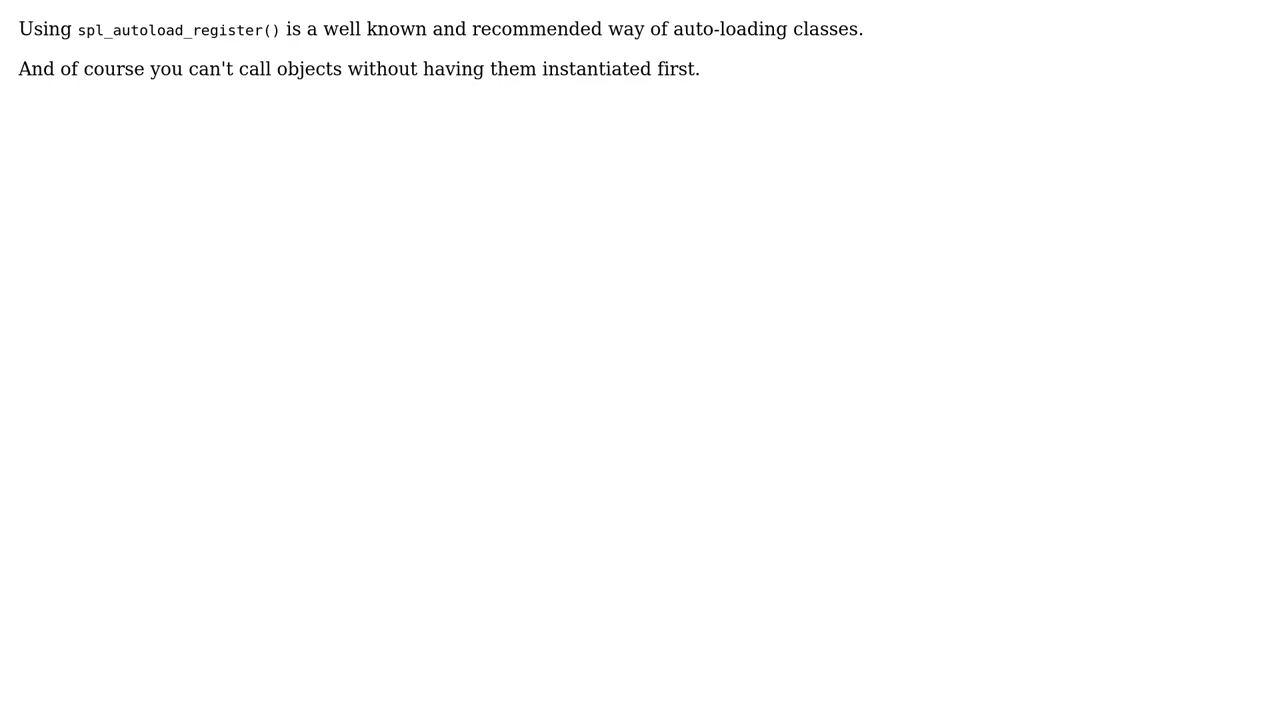 Using spl_autoload_register() is a well known and recommended way of auto-loading classes.
And of course you can't call objects without having them instantiated first.